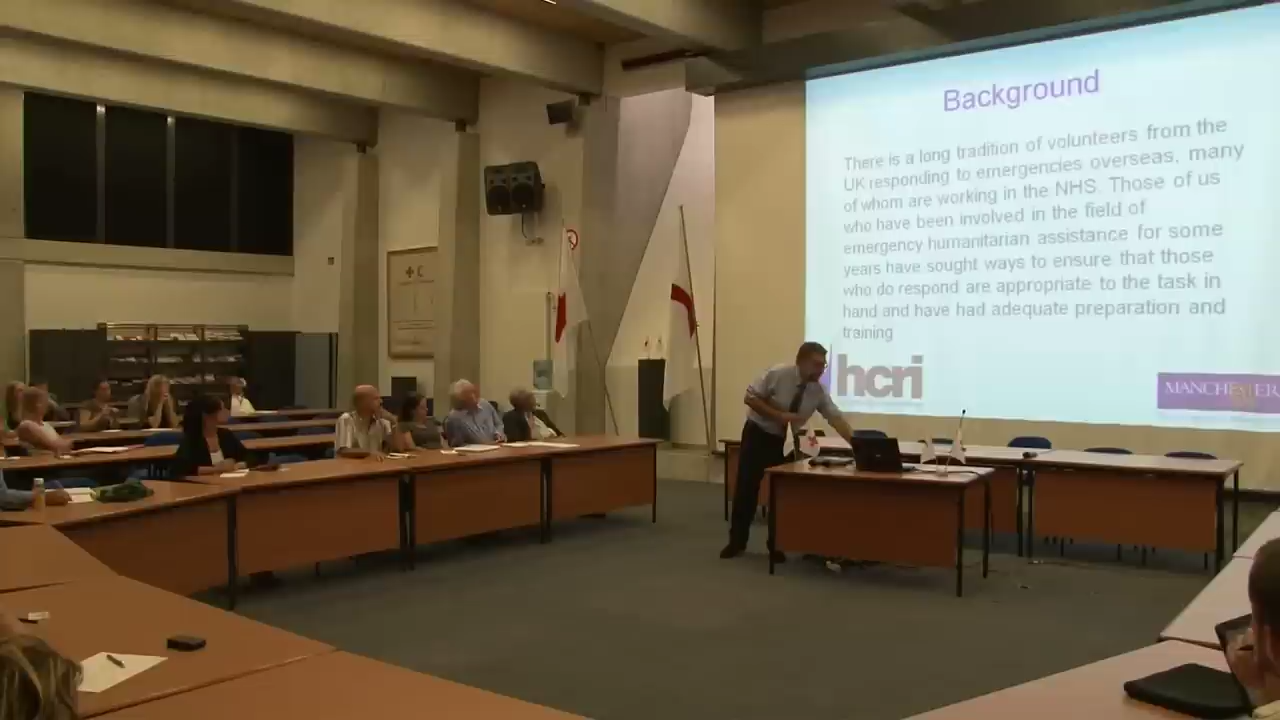 Background
There is a long tradition of volunteers from the
UK responding to emergencies overseas, many
of whom are working in the NHS. Those of us
who have been involved in the field of
emergency humanitarian assistance for some
years have sought ways to ensure that those
who do respond are appropriate to the task in
hand and have had adequate preparation and
training
hcri
MANCHESTER